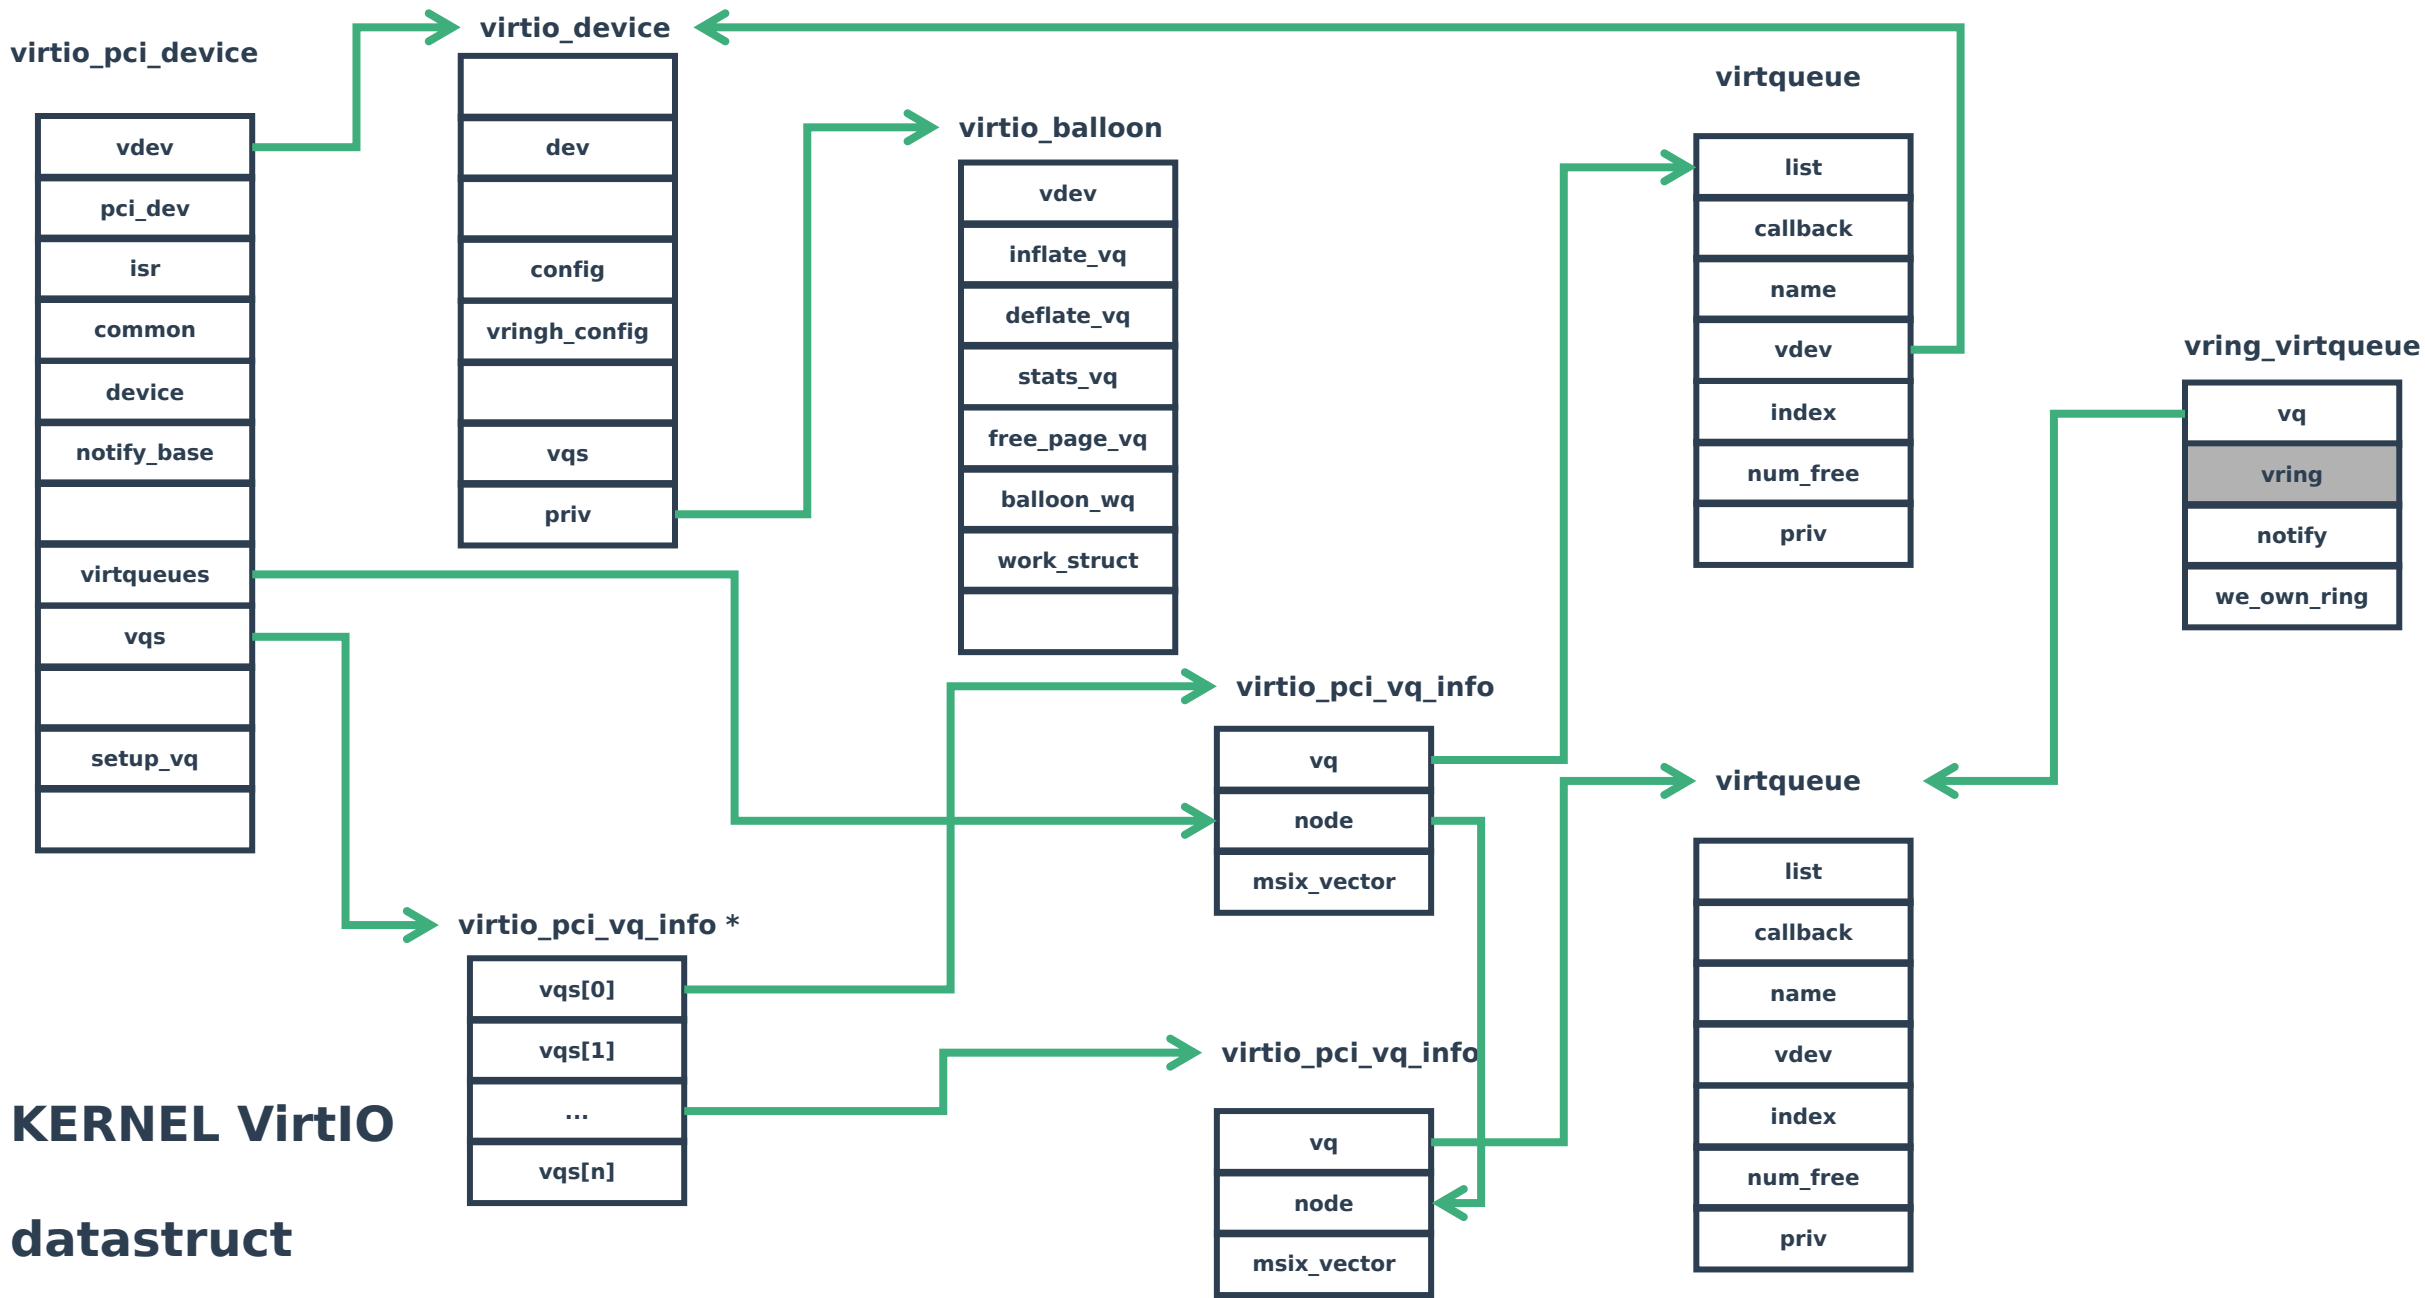 virtio_pci_device
vdev
pci_dev
isr
common
device
notify_base
virtqueues
vqs
setup_vq
virtio_device
dev
config
vringh_config
vqs
priv
virtio_balloon
vdev
inflate_vq
deflate_vq
stats_vq
free_page_vq
balloon_wq
work_struct
virtqueue
list
callback
name
vdev
index
num_free
priv
vring_virtqueue
vq
vring
notify
we_own_ring
virtio_pci_vq_info
vq
node
msix_vector
virtio_pci_vq_info *
vqs[0]
vqs[1]
...
vqs[n]
virtio_pci_vq_info
vq
node
msix_vector
virtqueue
list
callback
name
vdev
index
num_free
priv
KERNEL VirtIO
datastruct